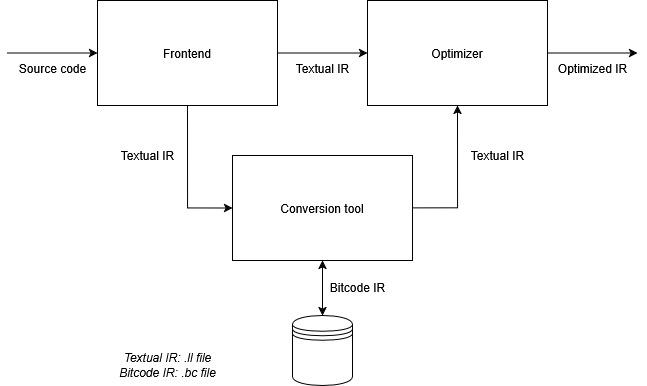 Frontend
Optimizer
Source code
Textual IR
Optimized IR
Textual IR
Textual IR
Conversion tool
Bitcode IR
Textual IR: .ll file
Bitcode IR: .bc file